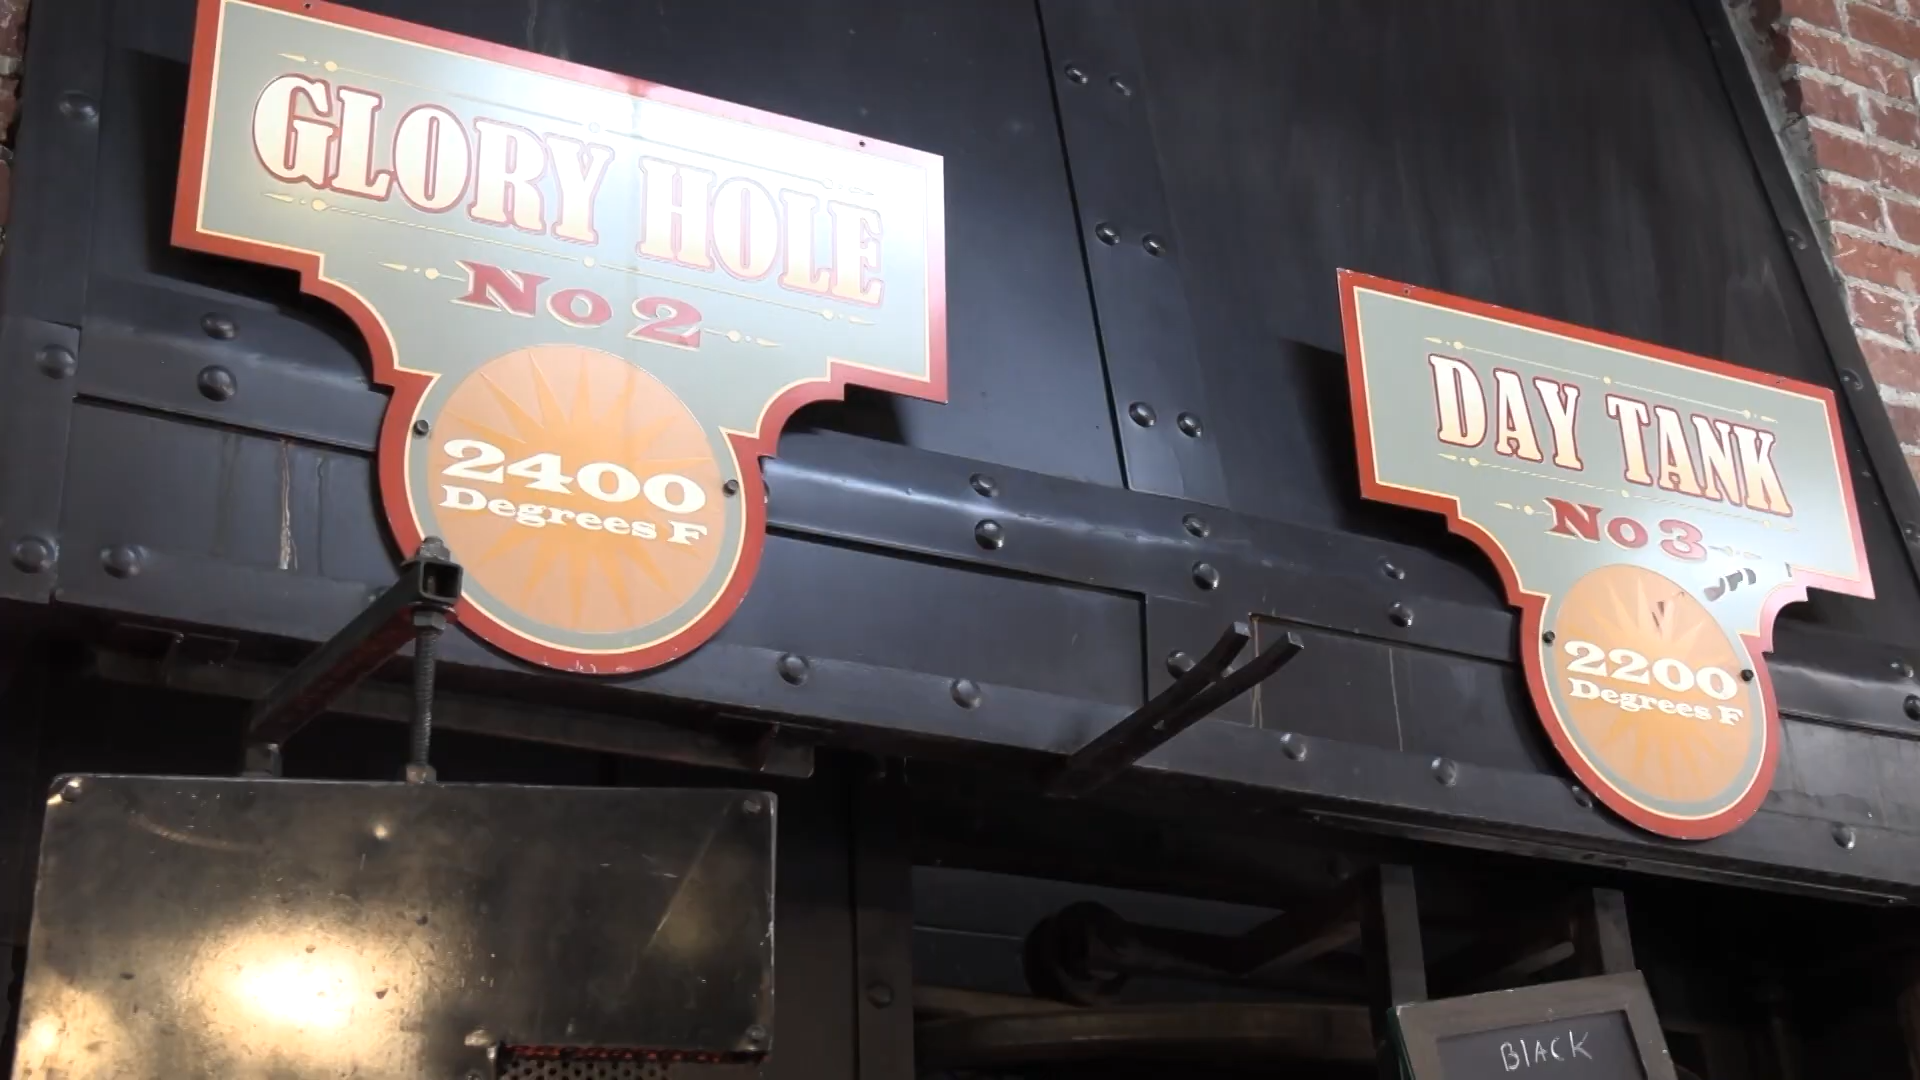 GLORY HOLE
No 2
2400
Degrees F
DAY TANK
No 3
2200
Degrees F
BLACK